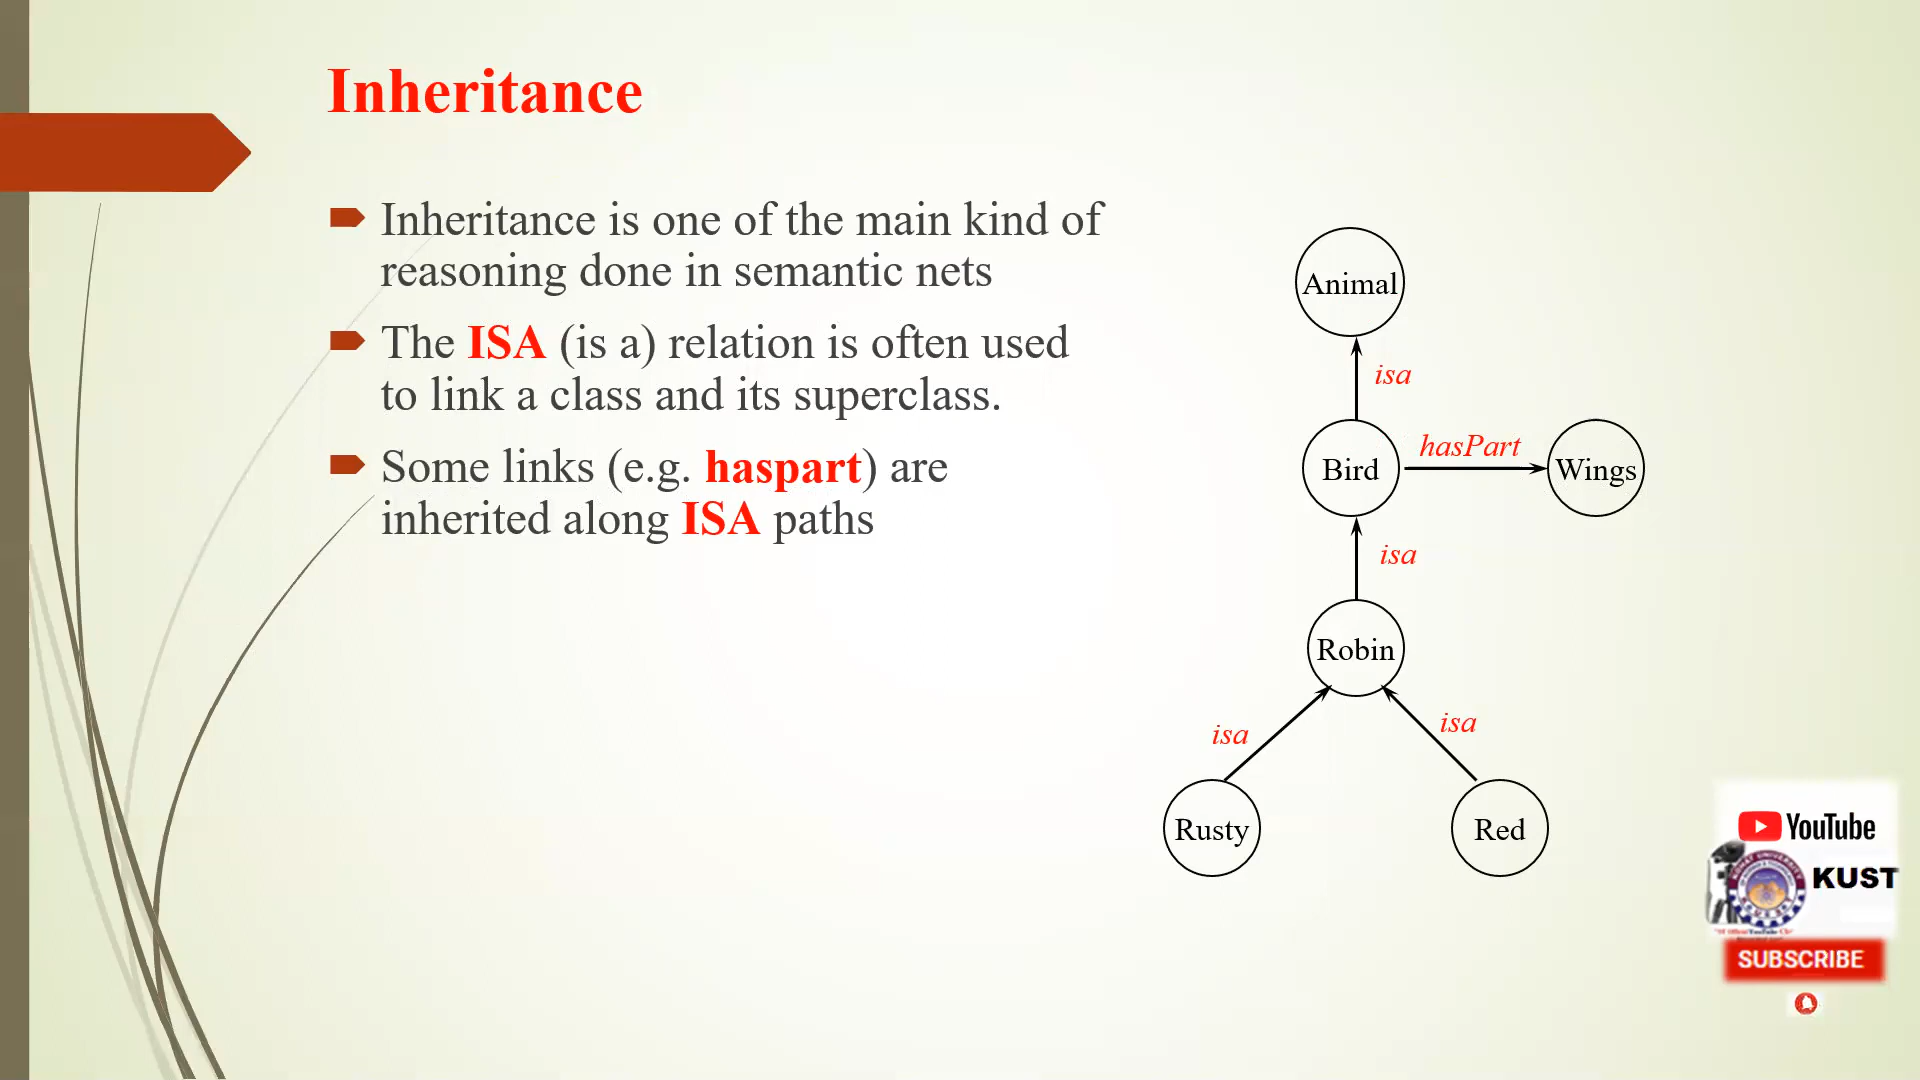 Inheritance
Inheritance is one of the main kind of
reasoning done in semantic nets
The ISA (is a) relation is often used
to link a class and its superclass.
Some links (e.g. haspart) are
inherited along ISA paths
Animal
isa
Bird
hasPart
Wings
isa
Robin
isa
isa
Rusty
Red
YouTube
KUST
SUBSCRIBE